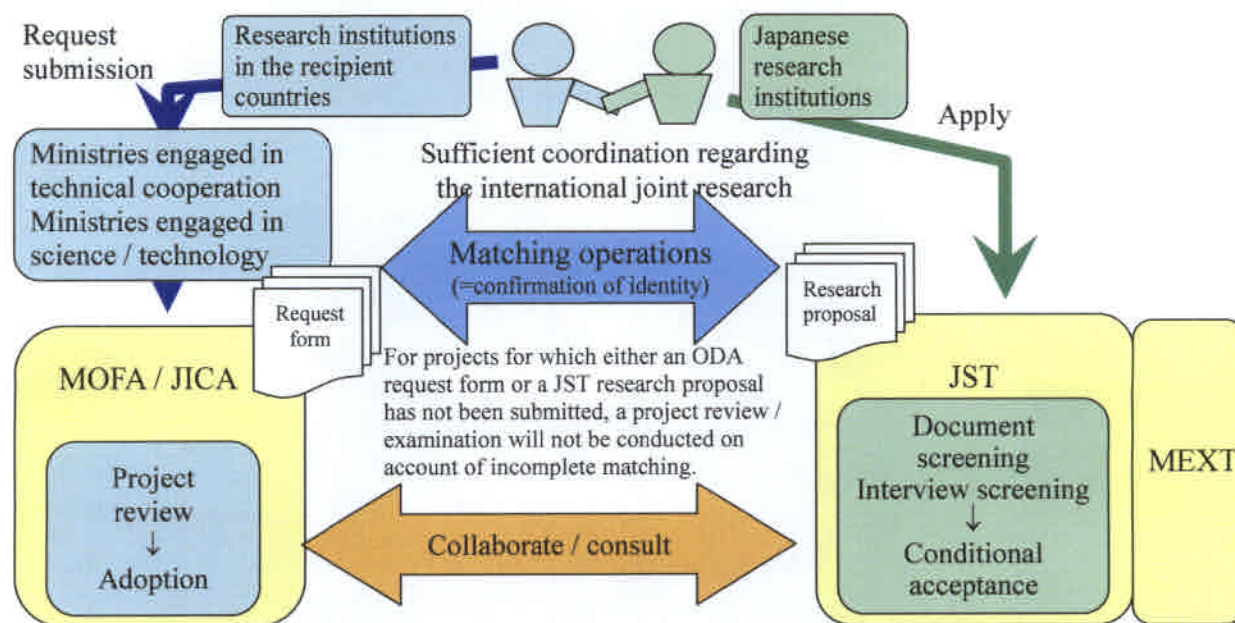 Request
submission
Research institutions
in the recipient
countries
Japanese
research
institutions
Apply
Ministries engaged in
technical cooperation
Ministries engaged in
science / technology
Sufficient coordination regarding
the international joint research
Matching operations
(=confirmation of identity)
Request
form
Research
proposal
For projects for which either an ODA
request form or a JST research proposal
has not been submitted, a project review /
examination will not be conducted on
account of incomplete matching.
MOFA / JICA
Project
review
↓
Adoption
Collaborate / consult
JST
Document
screening
Interview screening
↓
Conditional
acceptance
MEXT